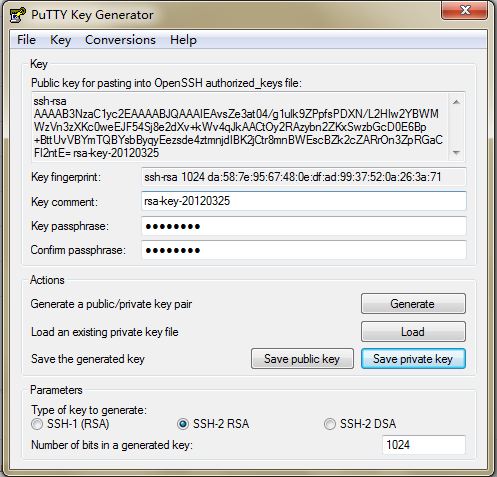 PuTTY Key Generator
File Key Conversions Help
Key
Public key for pasting into OpenSSH authorized_keys file:
ssh-rsa
AAAAB3NzaC1yc2EAAAABJQAAAIEAvsZe3at04/g1ulk9ZPpfsPDXN/L2HIw2YBWM
WzVn3zXKc0weEJF54Sj8e2dXv+kWv4qJkAACtOy2RAzybn2ZKxSwzbGcD0E6Bp
+BttUvVBYmTQBYsbByqyEezsde4ztmnjdIBK2jCtr8mnBWEscBZk2cZARrOn3ZpRGaC
FI2ntE= rsa-key-20120325
Key fingerprint: ssh-rsa 1024 da:58:7e:95:67:48:0e:df:ad:99:37:52:0a:26:3a:71
Key comment: rsa-key-20120325
Key passphrase: ●●●●●●●●
Confirm passphrase: ●●●●●●●●
Actions
Generate a public/private key pair Generate
Load an existing private key file Load
Save the generated key Save public key Save private key
Parameters
Type of key to generate:
SSH-1 (RSA) SSH-2 RSA SSH-2 DSA
Number of bits in a generated key: 1024